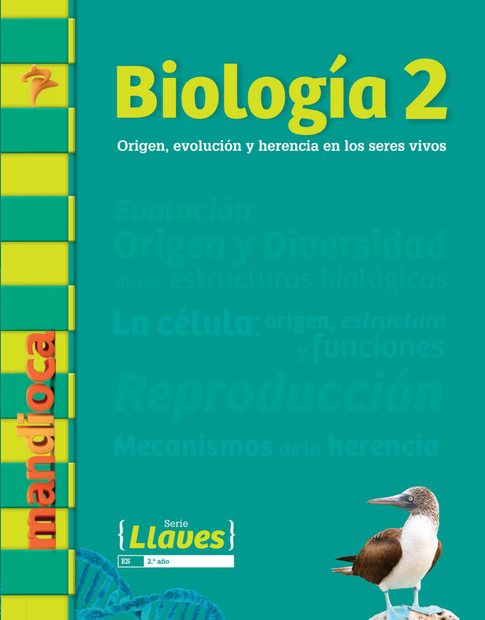 Biología 2
Origen, evolución y herencia en los seres vivos
Evolución:
Origen y Diversidad
de las estructuras biológicas
La célula: origen, estructura
y funciones
Reproducción
Mecanismos de la herencia
mandioca
Serie
{Llaves}
ES 2.° año